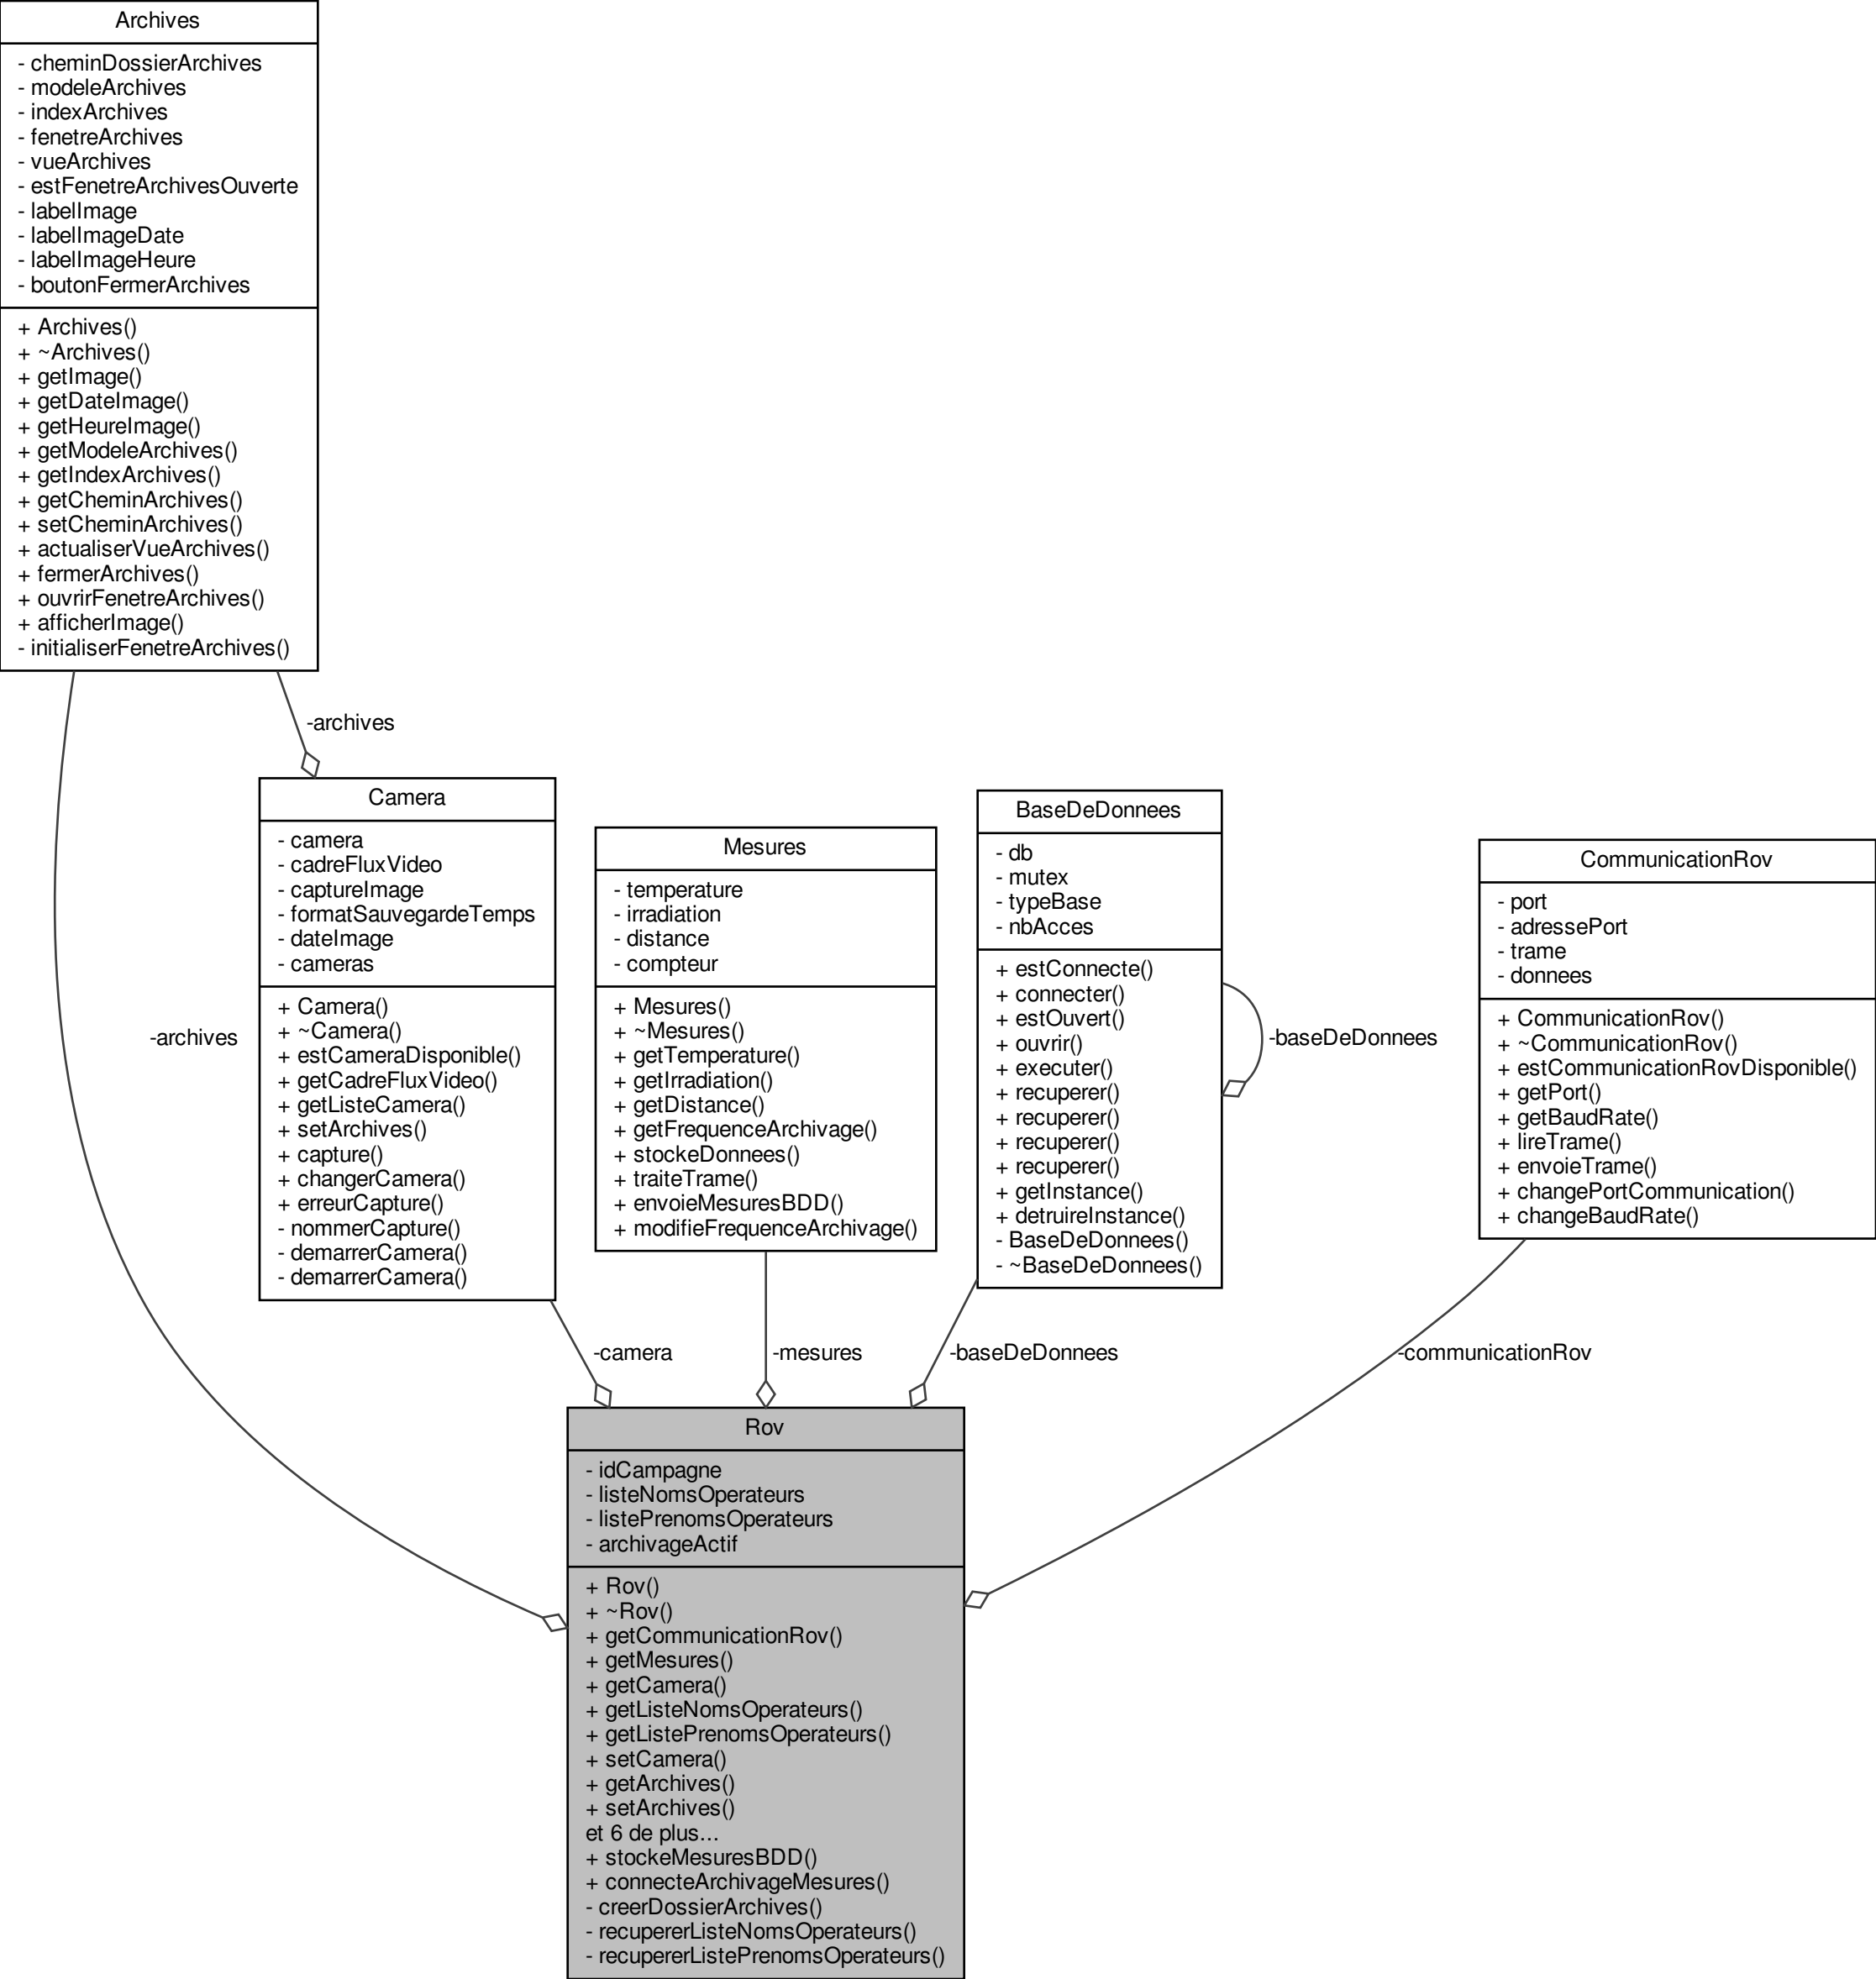 Archives
- cheminDossierArchives
- modeleArchives
- indexArchives
- fenetreArchives
- vueArchives
- estFenetreArchivesOuverte
- labelImage
- labelImageDate
- labelImageHeure
- boutonFermerArchives
+ Archives()
+ ~Archives()
+ getImage()
+ getDateImage()
+ getHeureImage()
+ getModeleArchives()
+ getIndexArchives()
+ getCheminArchives()
+ setCheminArchives()
+ actualiserVueArchives()
+ fermerArchives()
+ ouvrirFenetreArchives()
+ afficherImage()
- initialiserFenetreArchives()
-archives
-archives
Camera
- camera
- cadreFluxVideo
- captureImage
- formatSauvegardeTemps
- dateImage
- cameras
+ Camera()
+ ~Camera()
+ estCameraDisponible()
+ getCadreFluxVideo()
+ getListeCamera()
+ setArchives()
+ capture()
+ changerCamera()
+ erreurCapture()
- nommerCapture()
- demarrerCamera()
- demarrerCamera()
Mesures
- temperature
- irradiation
- distance
- compteur
+ Mesures()
+ ~Mesures()
+ getTemperature()
+ getIrradiation()
+ getDistance()
+ getFrequenceArchivage()
+ stockeDonnees()
+ traiteTrame()
+ envoieMesuresBDD()
+ modifieFrequenceArchivage()
BaseDeDonnees
- db
- mutex
- typeBase
- nbAcces
+ estConnecte()
+ connecter()
+ estOuvert()
+ ouvrir()
+ executer()
+ recuperer()
+ recuperer()
+ recuperer()
+ recuperer()
+ getInstance()
+ detruireInstance()
- BaseDeDonnees()
- ~BaseDeDonnees()
-baseDeDonnees
CommunicationRov
- port
- adressePort
- trame
- donnees
+ CommunicationRov()
+ ~CommunicationRov()
+ estCommunicationRovDisponible()
+ getPort()
+ getBaudRate()
+ lireTrame()
+ envoieTrame()
+ changePortCommunication()
+ changeBaudRate()
-camera
-mesures
-baseDeDonnees
-communicationRov
Rov
- idCampagne
- listeNomsOperateurs
- listePrenomsOperateurs
- archivageActif
+ Rov()
+ ~Rov()
+ getCommunicationRov()
+ getMesures()
+ getCamera()
+ getListeNomsOperateurs()
+ getListePrenomsOperateurs()
+ setCamera()
+ getArchives()
+ setArchives()
et 6 de plus...
+ stockeMesuresBDD()
+ connecteArchivageMesures()
- creerDossierArchives()
- recupererListeNomsOperateurs()
- recupererListePrenomsOperateurs()